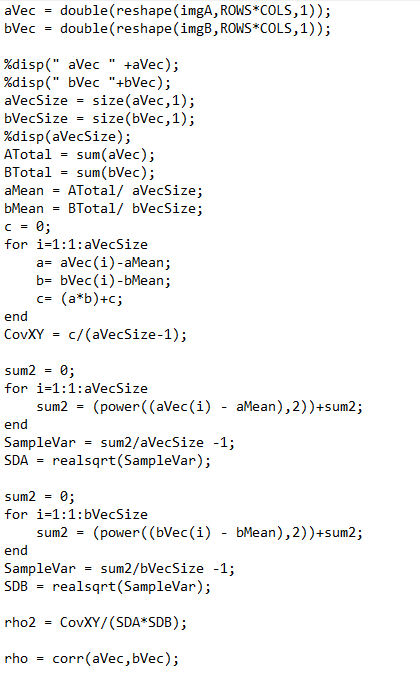 aVec = double(reshape(imgA,ROWS*COLS,1));
bVec = double(reshape(imgB,ROWS*COLS,1));
%disp(" aVec " +aVec);
%disp(" bVec "+bVec);
aVecSize = size(aVec,1);
bVecSize = size(bVec,1);
%disp(aVecSize);
ATotal = sum(aVec);
BTotal = sum(bVec);
aMean = ATotal/ aVecSize;
bMean = BTotal/ bVecSize;
c = 0;
for i=1:1:aVecSize
    a= aVec(i)-aMean;
    b= bVec(i)-bMean;
    c= (a*b)+c;
end
CovXY = c/(aVecSize-1);
sum2 = 0;
for i=1:1:aVecSize
    sum2 = (power((aVec(i) - aMean),2))+sum2;
end
SampleVar = sum2/aVecSize -1;
SDA = realsqrt(SampleVar);
sum2 = 0;
for i=1:1:bVecSize
    sum2 = (power((bVec(i) - bMean),2))+sum2;
end
SampleVar = sum2/bVecSize -1;
SDB = realsqrt(SampleVar);
rho2 = CovXY/(SDA*SDB);
rho = corr(aVec,bVec);